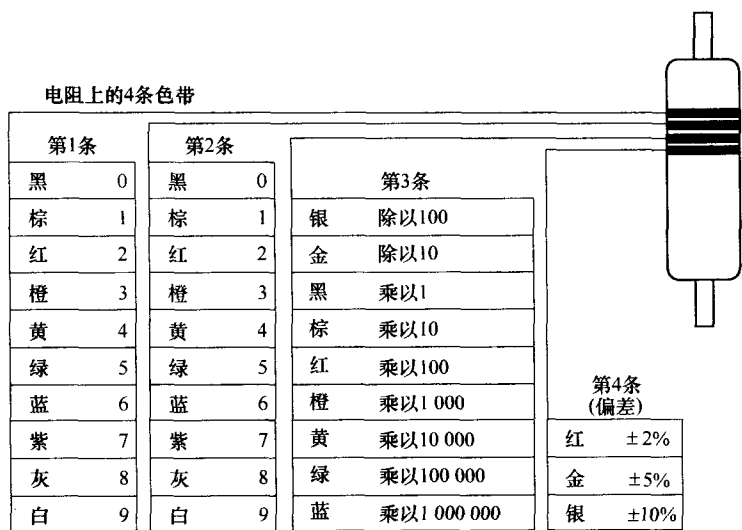 电阻上的4条色带
第1条 第2条
黑 0 黑 0 第3条
棕 1 棕 1 银 除以100
红 2 红 2 金 除以10
橙 3 橙 3 黑 乘以1
黄 4 黄 4 棕 乘以10
绿 5 绿 5 红 乘以100 第4条
蓝 6 蓝 6 橙 乘以1 000 (偏差)
紫 7 紫 7 黄 乘以10 000 红 ±2%
灰 8 灰 8 绿 乘以100 000 金 ±5%
白 9 白 9 蓝 乘以1 000 000 银 ±10%